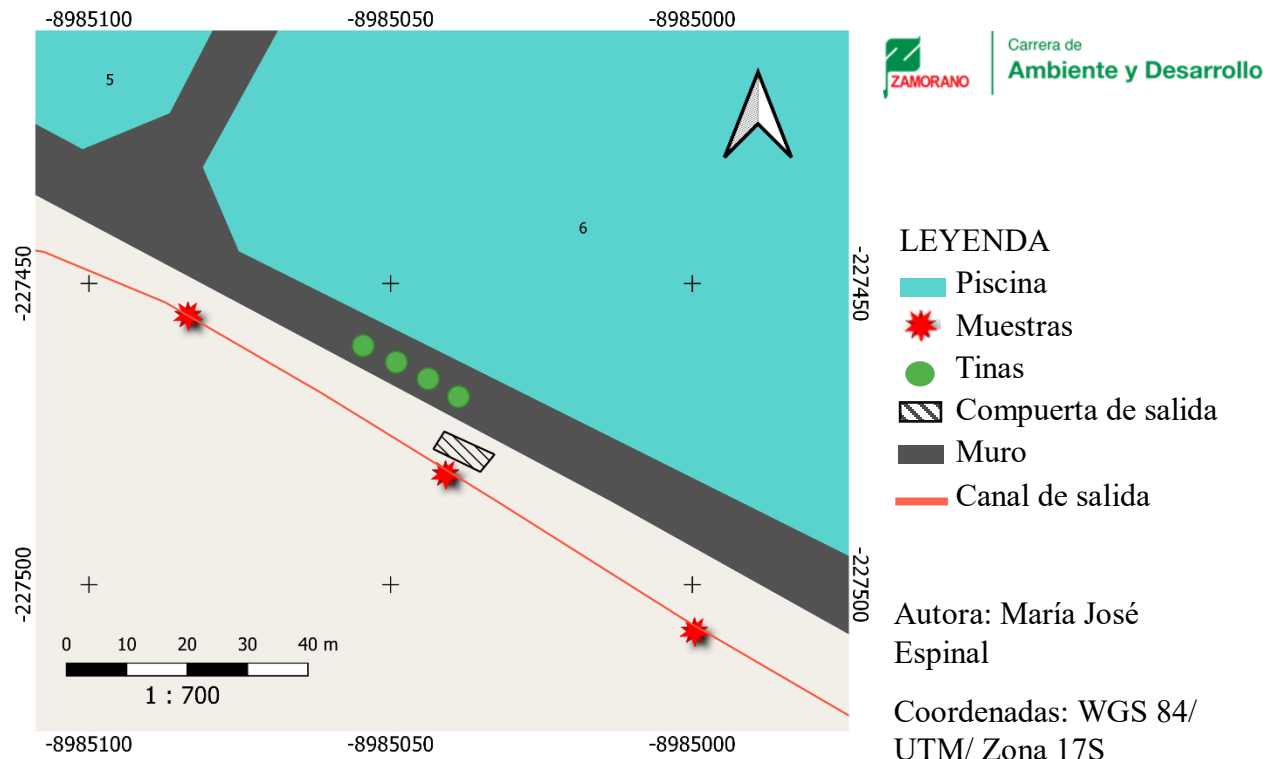 -8985100 -8985050 -8985000
5
6
-227450
-227500
-227450
-227500
0 10 20 30 40 m
1 : 700
-8985100 -8985050 -8985000
ZAMORANO
Carrera de
Ambiente y Desarrollo
LEYENDA
Piscina
Muestras
Tinas
Compuerta de salida
Muro
Canal de salida
Autora: María José
Espinal
Coordenadas: WGS 84/
UTM/ Zona 17S